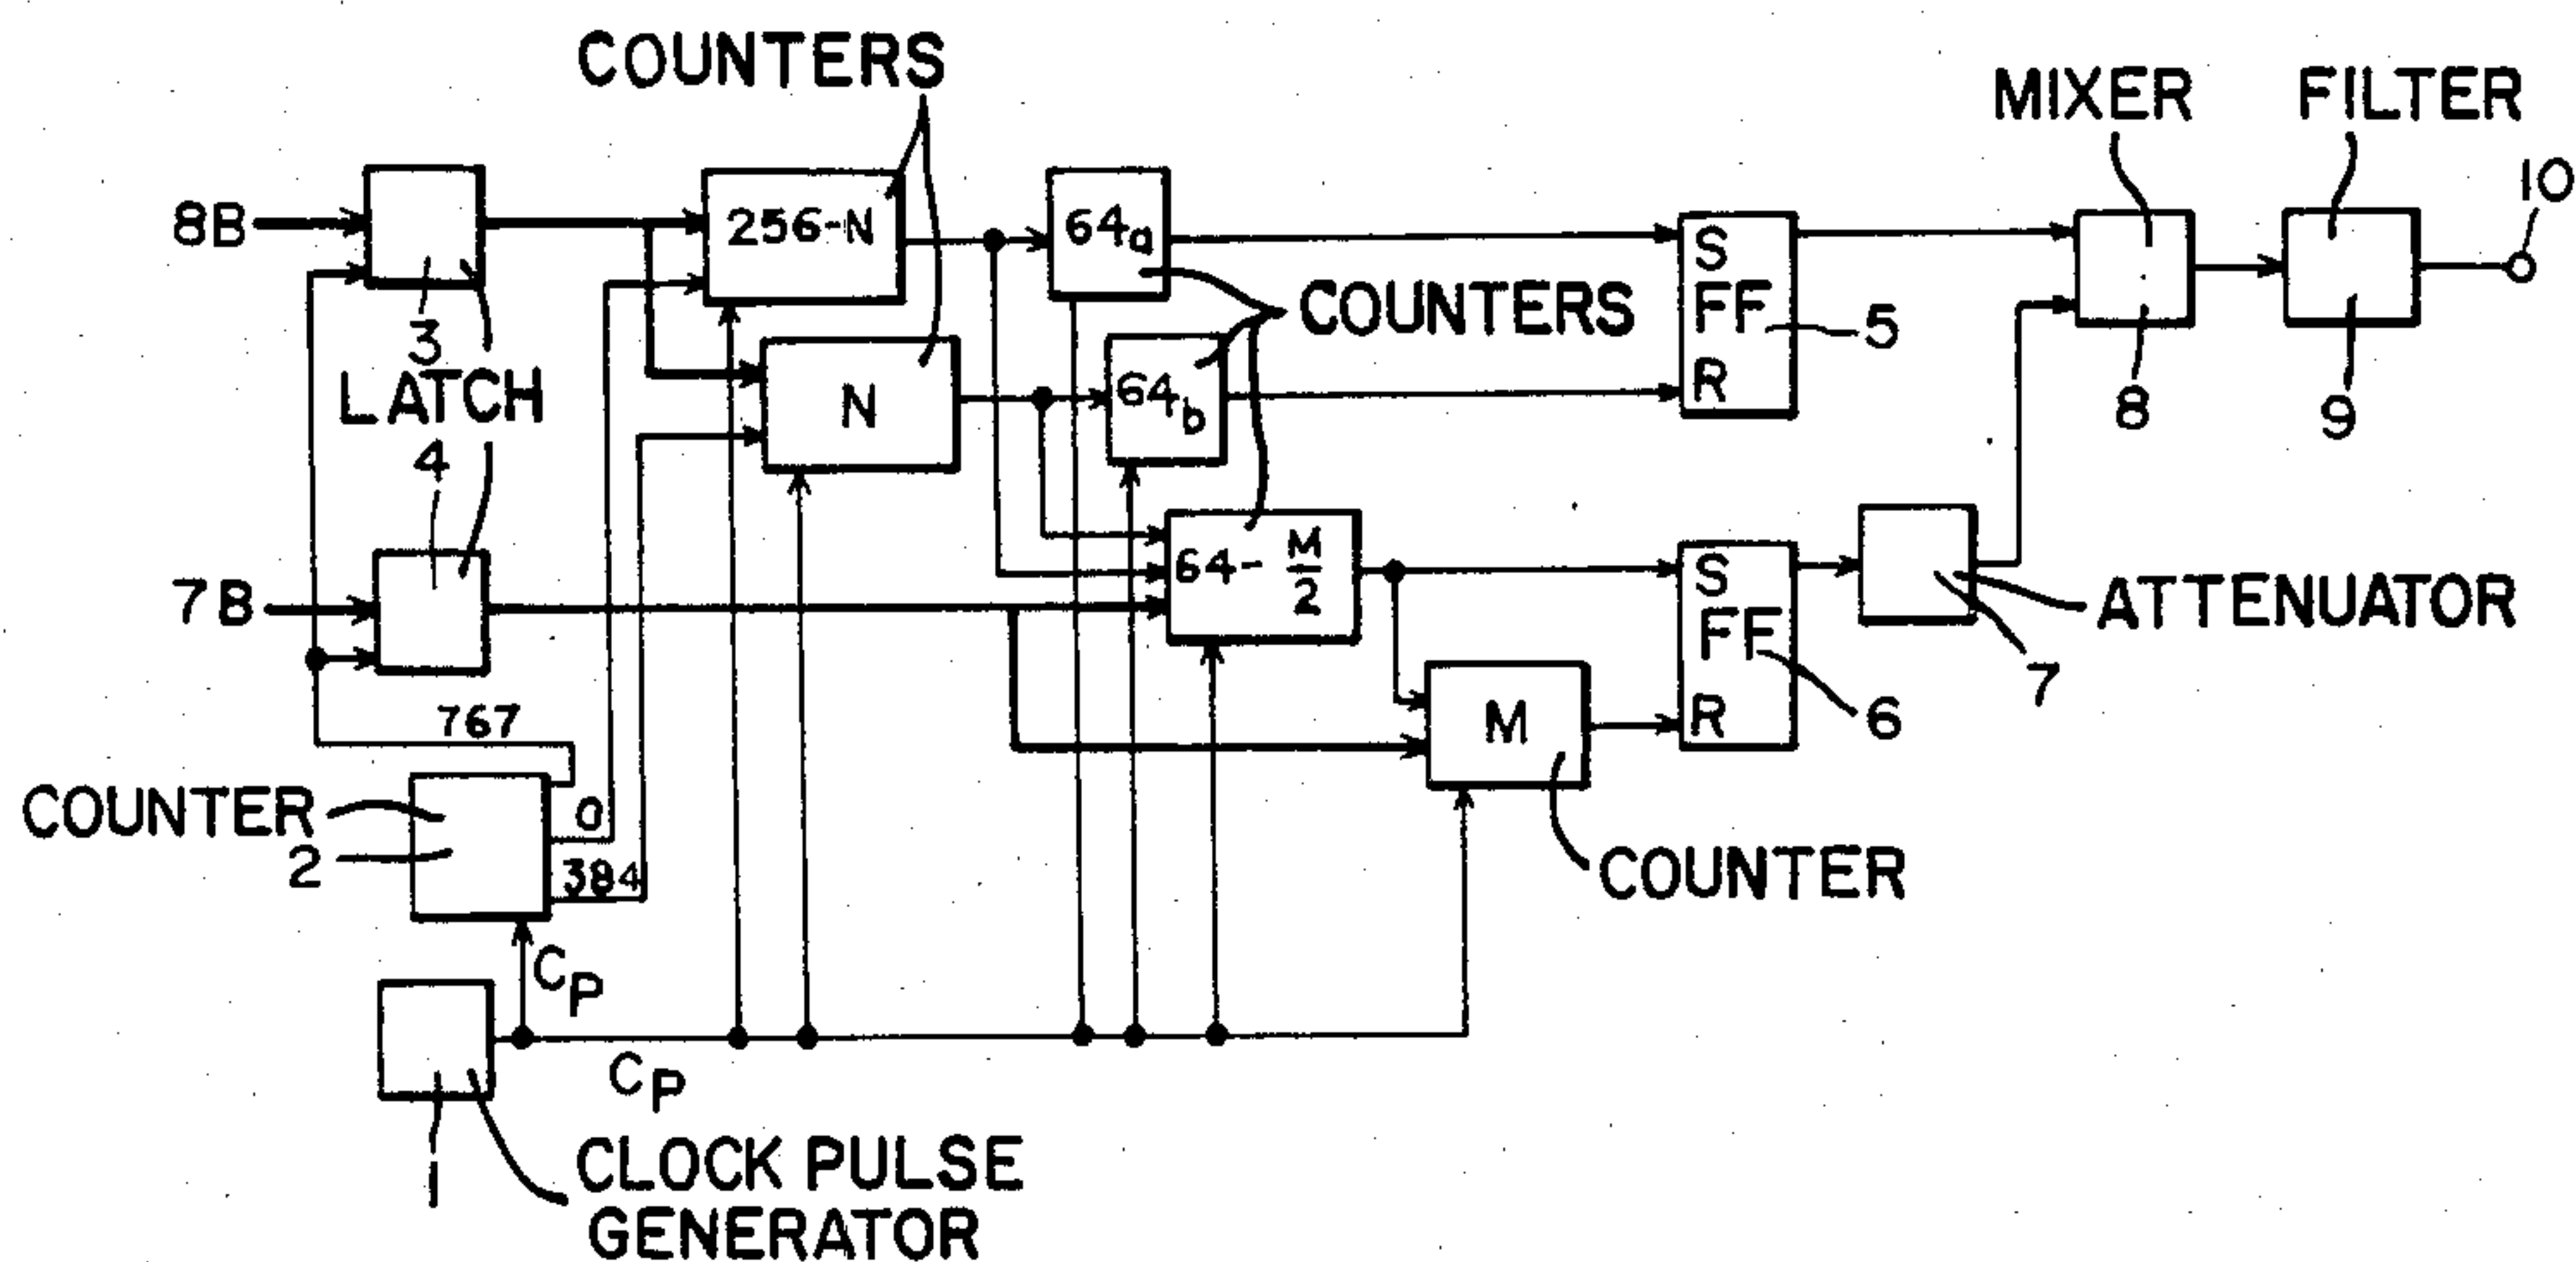 COUNTERS
MIXER
FILTER
10
8B
256-N
64a
S
FF
R
5
COUNTERS
3
LATCH
4
N
64b
8
9
7B
64- M/2
S
FF
R
6
7
ATTENUATOR
M
767
COUNTER
2
0
384
COUNTER
CP
CP
1
CLOCK PULSE
GENERATOR